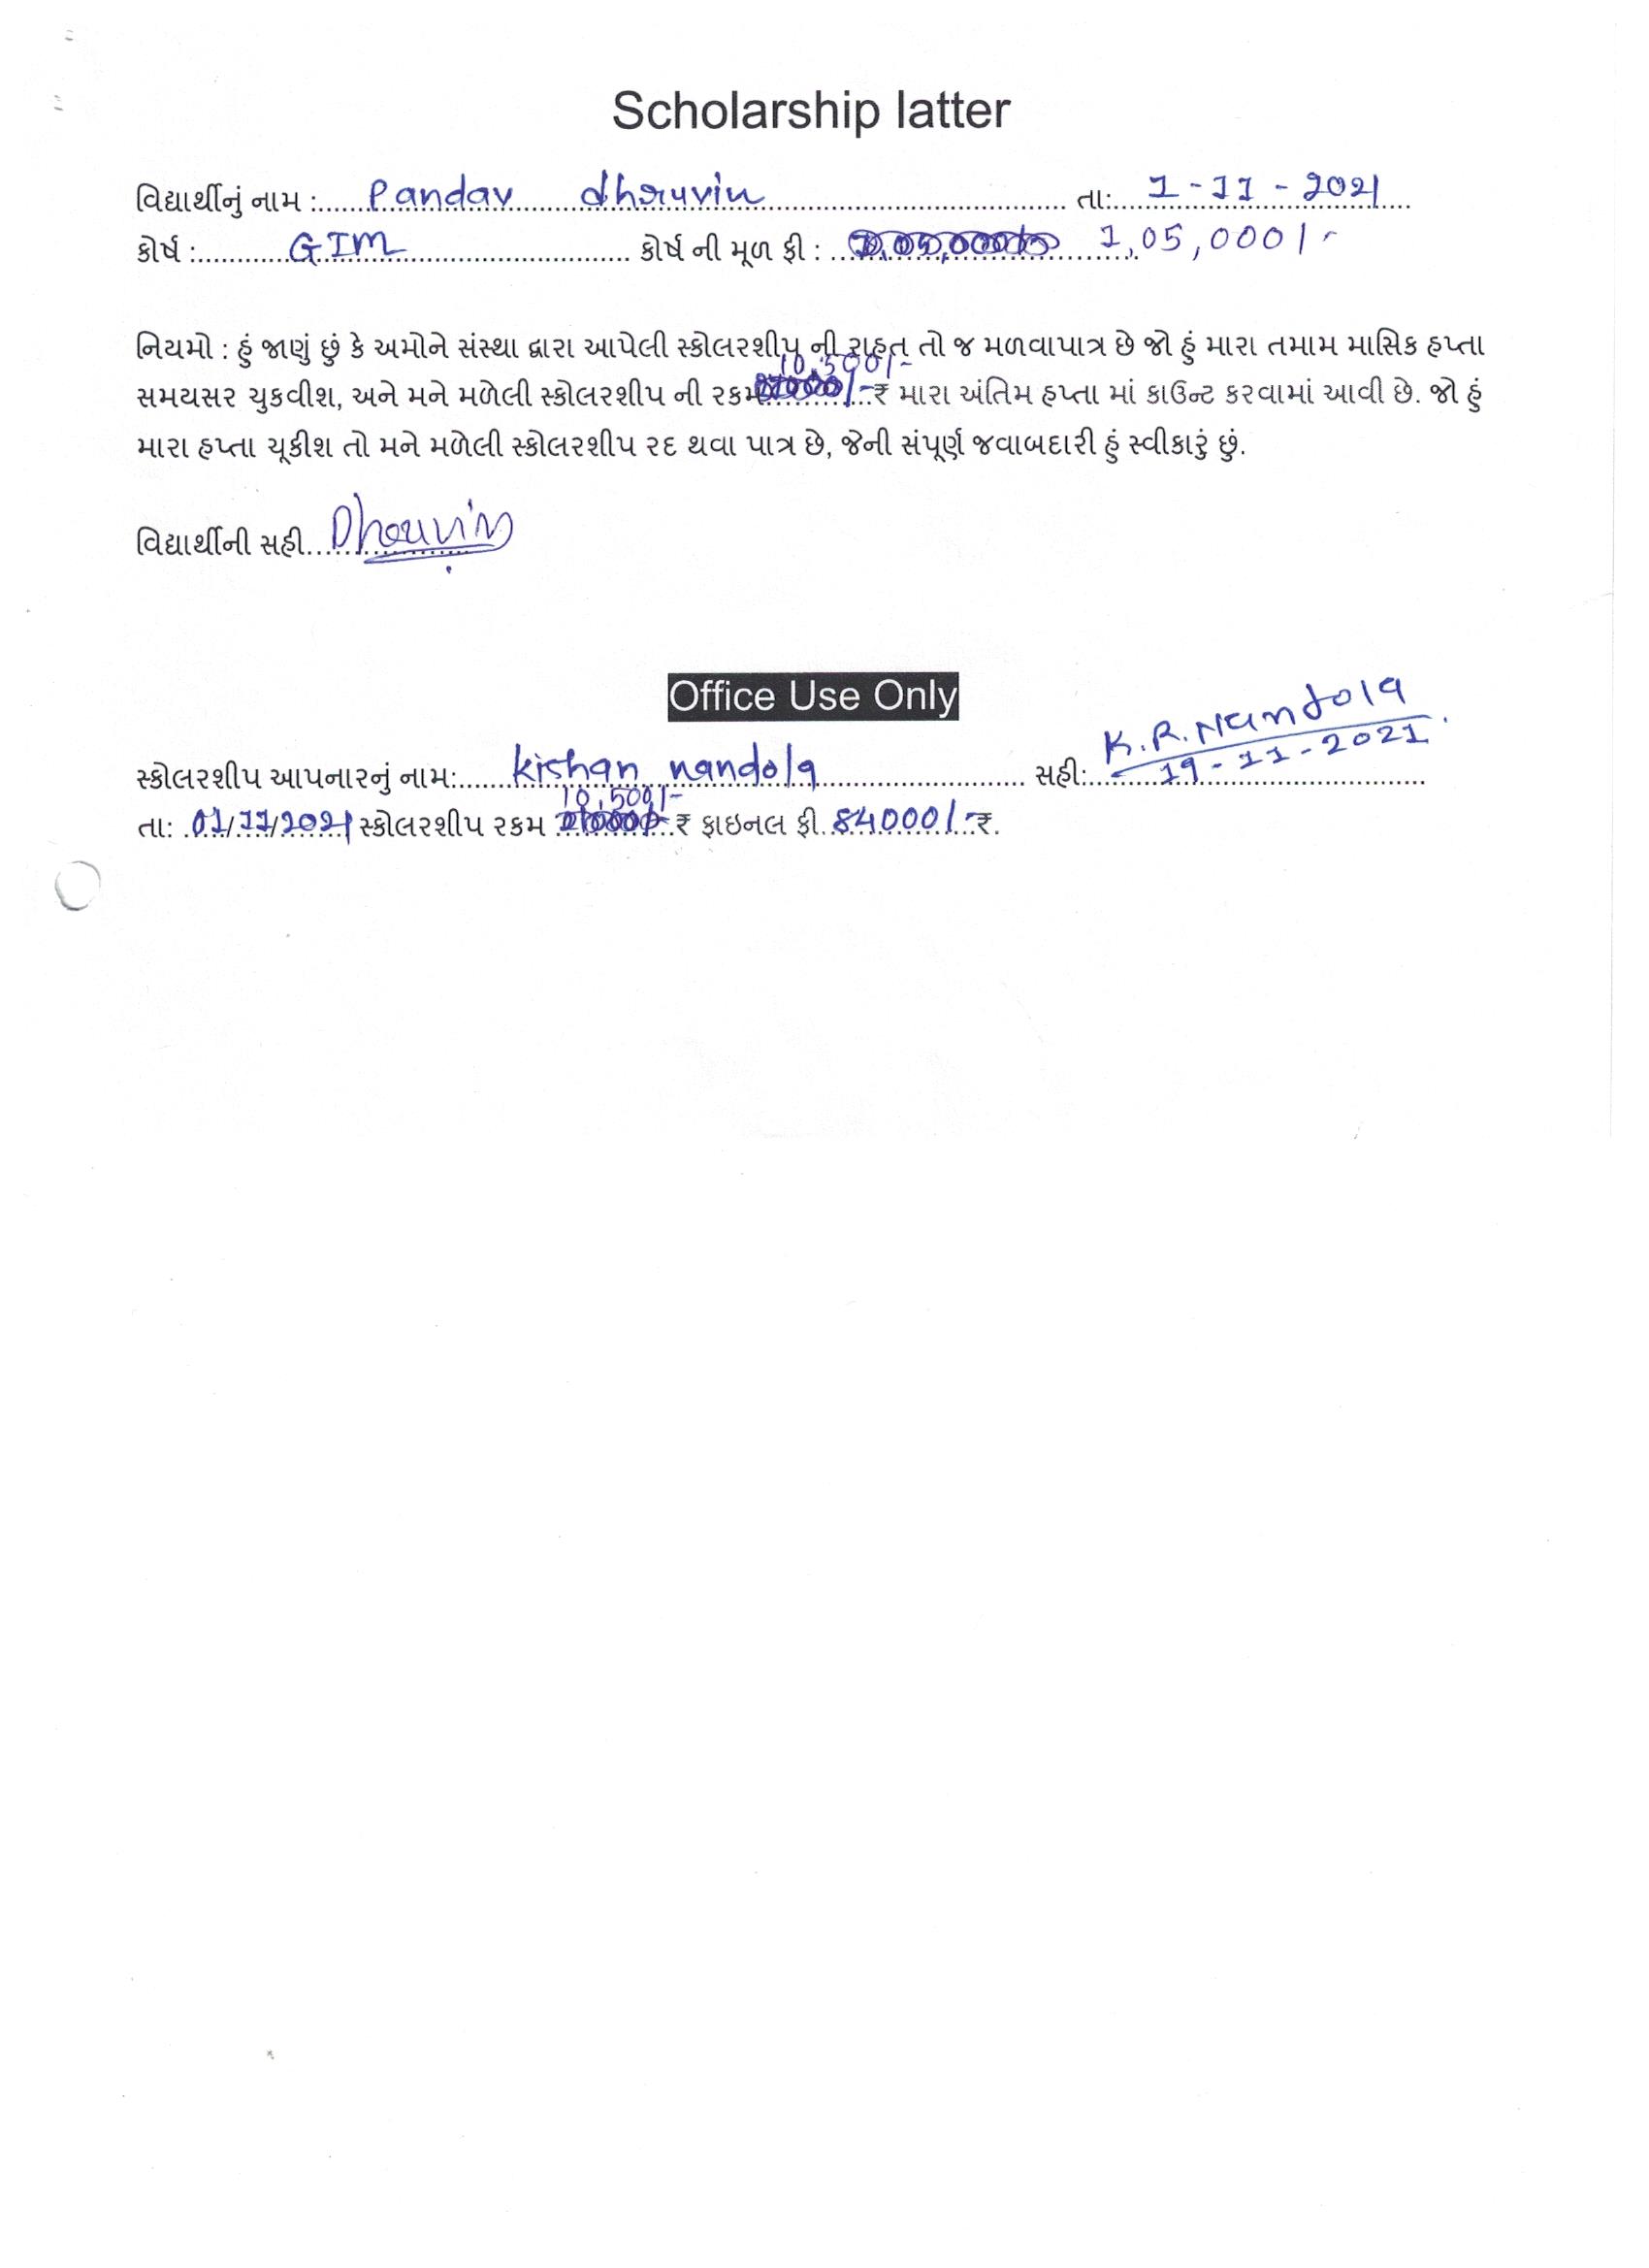 Scholarship latter
વિદ્યાર્થીનું નામ :...... Pandav dhruvin ...... તા:... 1-11-2021
કોર્ષ :...... GIM ...... કોર્ષ ની મૂળ ફી : ...... 1,05,000/-
નિયમો : હું જાણું છું કે અમોને સંસ્થા દ્વારા આપેલી સ્કોલરશીપ ની રાહત તો જ મળવાપાત્ર છે જો હું મારા તમામ માસિક હપ્તા
સમયસર ચુકવીશ, અને મને મળેલી સ્કોલરશીપ ની રકમ 10,500/- ₹ મારા અંતિમ હપ્તા માં કાઉન્ટ કરવામાં આવી છે. જો હું
મારા હપ્તા ચૂકીશ તો મને મળેલી સ્કોલરશીપ રદ થવા પાત્ર છે, જેની સંપૂર્ણ જવાબદારી હું સ્વીકારું છું.
વિદ્યાર્થીની સહી... Dhruvin
Office Use Only
સ્કોલરશીપ આપનારનું નામ:...... kishan nandola ...... સહી: K.R.Nandola
19-11-2021
તા: 01/11/2021 સ્કોલરશીપ રકમ 10,500/- ₹ ફાઇનલ ફી 84000/- ₹.